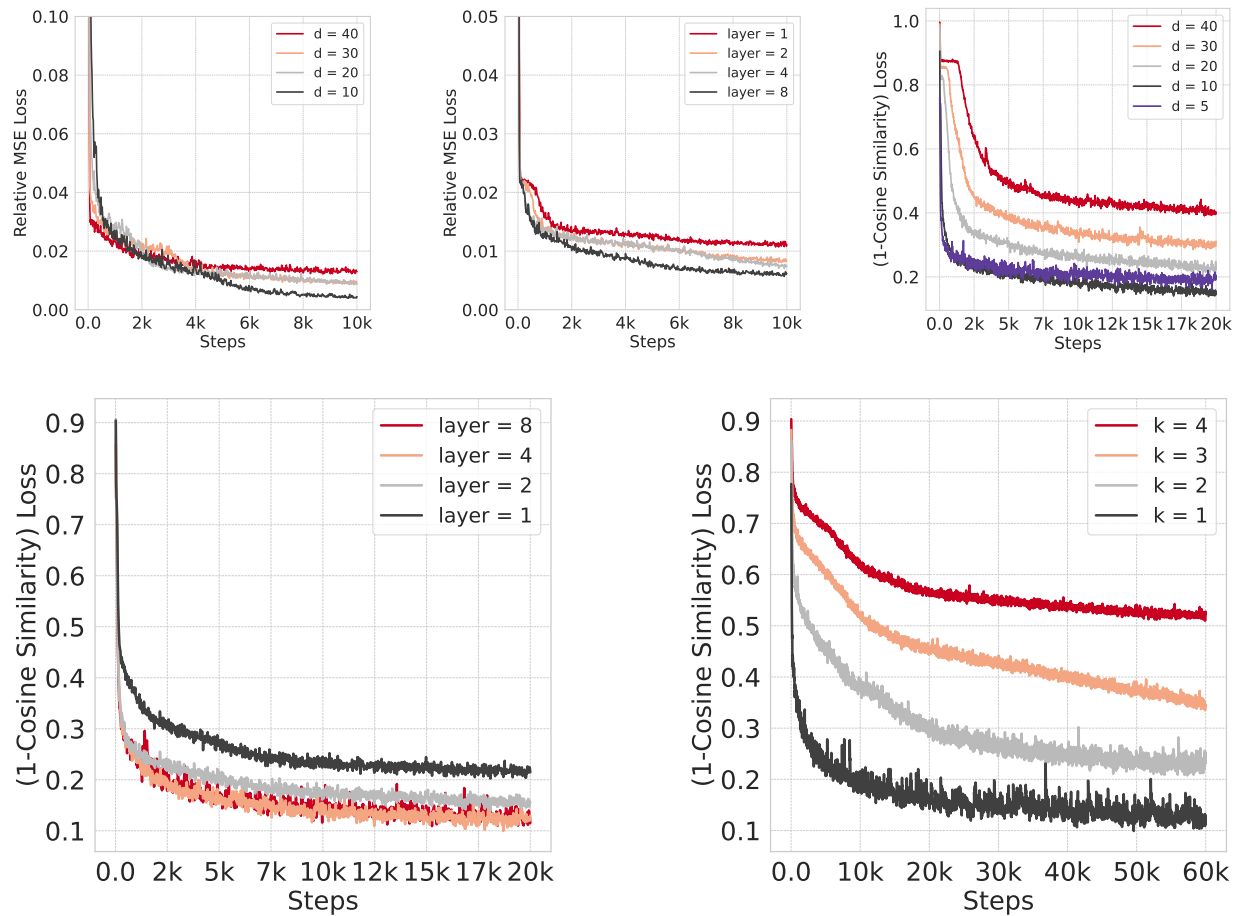 Relative MSE Loss
0.10
0.08
0.06
0.04
0.02
0.00
d = 40
d = 30
d = 20
d = 10
0.0 2k 4k 6k 8k 10k
Steps
Relative MSE Loss
0.05
0.04
0.03
0.02
0.01
0.00
layer = 1
layer = 2
layer = 4
layer = 8
0.0 2k 4k 6k 8k 10k
Steps
(1-Cosine Similarity) Loss
1.0
0.8
0.6
0.4
0.2
d = 40
d = 30
d = 20
d = 10
d = 5
0.0 2k 5k 7k 10k 12k 15k 17k 20k
Steps
(1-Cosine Similarity) Loss
0.9
0.8
0.7
0.6
0.5
0.4
0.3
0.2
0.1
layer = 8
layer = 4
layer = 2
layer = 1
0.0 2k 5k 7k 10k 12k 15k 17k 20k
Steps
(1-Cosine Similarity) Loss
0.9
0.8
0.7
0.6
0.5
0.4
0.3
0.2
0.1
k = 4
k = 3
k = 2
k = 1
0.0 10k 20k 30k 40k 50k 60k
Steps